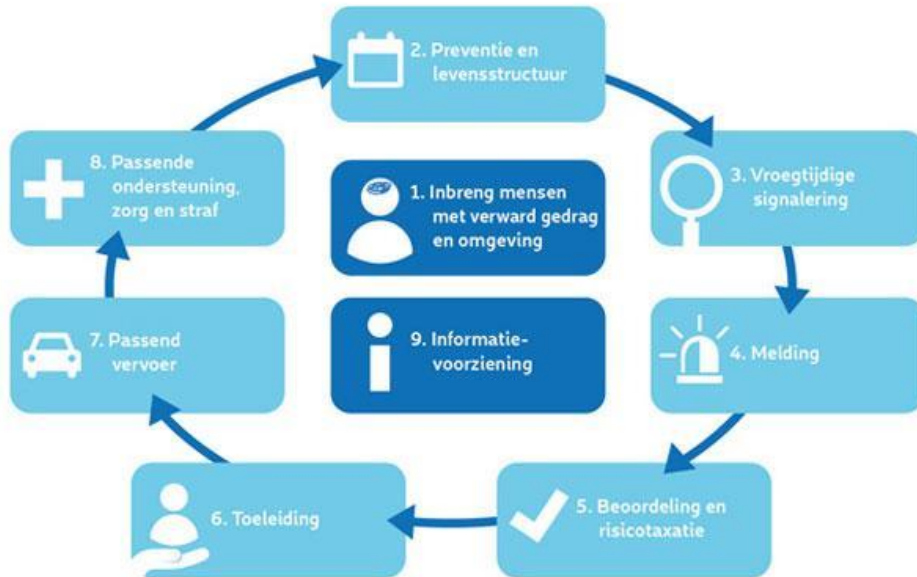 2. Preventie en
levensstructuur
8. Passende
ondersteuning,
zorg en straf
1. Inbreng mensen
met verward gedrag
en omgeving
3. Vroegtijdige
signalering
7. Passend
vervoer
9. Informatie-
voorziening
4. Melding
6. Toeleiding
5. Beoordeling en
risicotaxatie